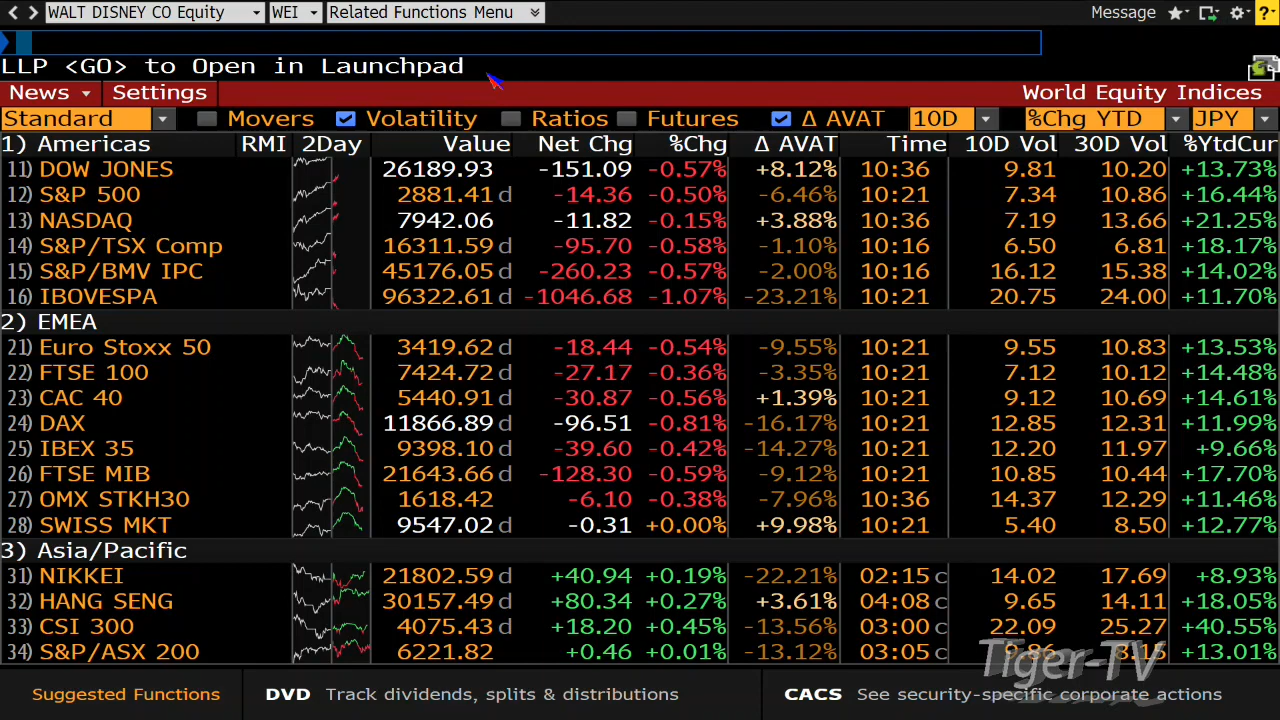 WALT DISNEY CO Equity WEI Related Functions Menu Message ?
LLP <GO> to Open in Launchpad
News Settings World Equity Indices
Standard Movers Volatility Ratios Futures Δ AVAT 10D %Chg YTD JPY
1) Americas RMI 2Day Value Net Chg %Chg Δ AVAT Time 10D Vol 30D Vol %YtdCur
11) DOW JONES 26189.93 -151.09 -0.57% +8.12% 10:36 9.81 10.20 +13.73%
12) S&P 500 2881.41 d -14.36 -0.50% -6.46% 10:21 7.34 10.86 +16.44%
13) NASDAQ 7942.06 -11.82 -0.15% +3.88% 10:36 7.19 13.66 +21.25%
14) S&P/TSX Comp 16311.59 d -95.70 -0.58% -1.10% 10:16 6.50 6.81 +18.17%
15) S&P/BMV IPC 45176.05 d -260.23 -0.57% -2.00% 10:16 16.12 15.38 +14.02%
16) IBOVESPA 96322.61 d -1046.68 -1.07% -23.21% 10:21 20.75 24.00 +11.70%
2) EMEA
21) Euro Stoxx 50 3419.62 d -18.44 -0.54% -9.55% 10:21 9.55 10.83 +13.53%
22) FTSE 100 7424.72 d -27.17 -0.36% -3.35% 10:21 7.12 10.12 +14.48%
23) CAC 40 5440.91 d -30.87 -0.56% +1.39% 10:21 9.12 10.69 +14.61%
24) DAX 11866.89 d -96.51 -0.81% -16.17% 10:21 12.85 12.31 +11.99%
25) IBEX 35 9398.10 d -39.60 -0.42% -14.27% 10:21 12.20 11.97 +9.66%
26) FTSE MIB 21643.66 d -128.30 -0.59% -9.12% 10:21 10.85 10.44 +17.70%
27) OMX STKH30 1618.42 -6.10 -0.38% -7.96% 10:36 14.37 12.29 +11.46%
28) SWISS MKT 9547.02 d -0.31 +0.00% +9.98% 10:21 5.40 8.50 +12.77%
3) Asia/Pacific
31) NIKKEI 21802.59 d +40.94 +0.19% -22.21% 02:15 c 14.02 17.69 +8.93%
32) HANG SENG 30157.49 d +80.34 +0.27% +3.61% 04:08 c 9.65 14.11 +18.05%
33) CSI 300 4075.43 d +18.20 +0.45% -13.56% 03:00 c 22.09 25.27 +40.55%
34) S&P/ASX 200 6221.82 +0.46 +0.01% -13.12% 03:05 c +13.01%
Tiger-TV
Suggested Functions DVD Track dividends, splits & distributions CACS See security-specific corporate actions